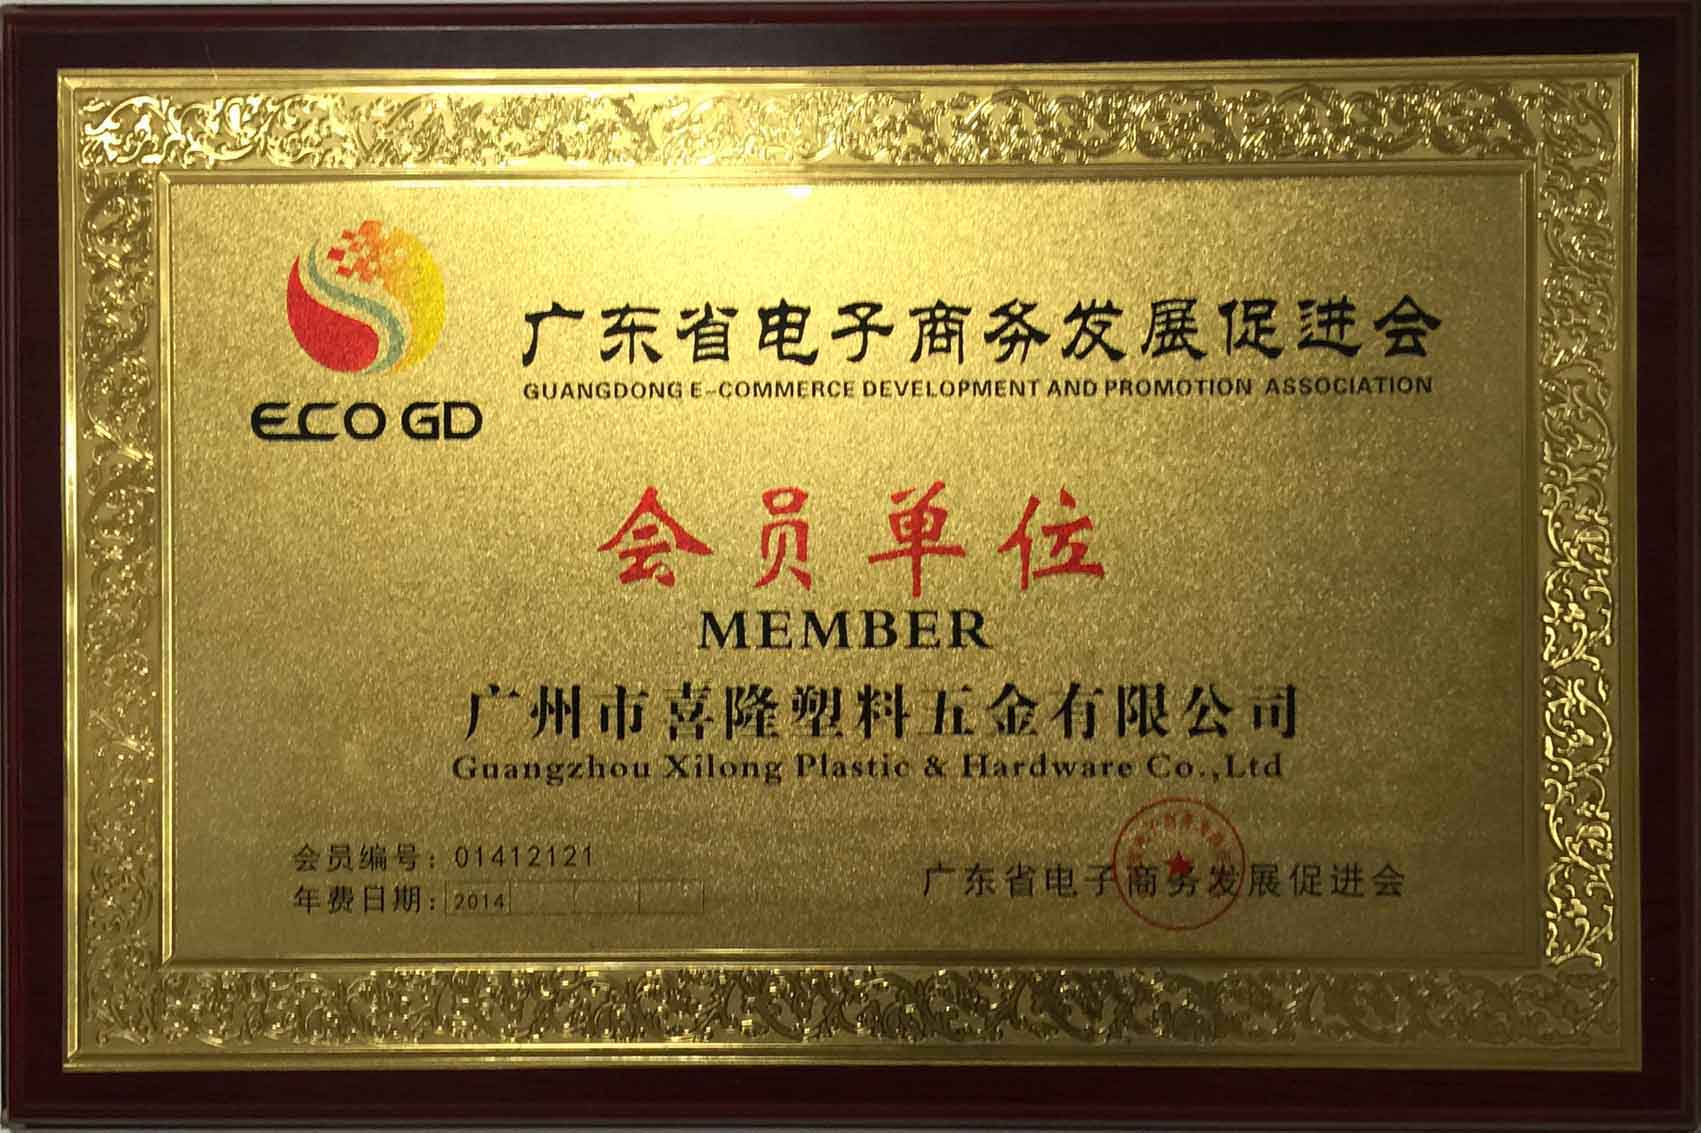 ECO GD
广东省电子商务发展促进会
GUANGDONG E-COMMERCE DEVELOPMENT AND PROMOTION ASSOCIATION
会员单位
MEMBER
广州市喜隆塑料五金有限公司
Guangzhou Xilong Plastic & Hardware Co.,Ltd
会员编号: 01412121
年费日期: 2014
广东省电子商务发展促进会